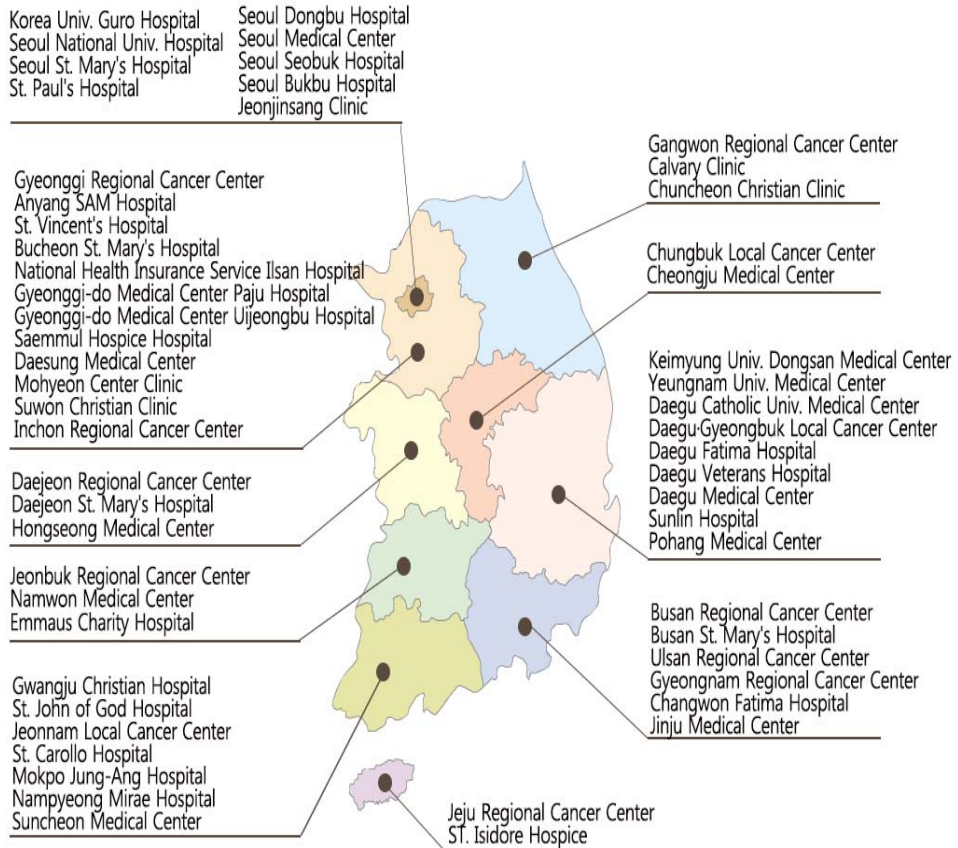 Korea Univ. Guro Hospital
Seoul National Univ. Hospital
Seoul St. Mary's Hospital
St. Paul's Hospital
Seoul Dongbu Hospital
Seoul Medical Center
Seoul Seobuk Hospital
Seoul Bukbu Hospital
Jeonjinsang Clinic
Gyeonggi Regional Cancer Center
Anyang SAM Hospital
St. Vincent's Hospital
Bucheon St. Mary's Hospital
National Health Insurance Service Ilsan Hospital
Gyeonggi-do Medical Center Paju Hospital
Gyeonggi-do Medical Center Uijeongbu Hospital
Saemmul Hospice Hospital
Daesung Medical Center
Mohyeon Center Clinic
Suwon Christian Clinic
Inchon Regional Cancer Center
Daejeon Regional Cancer Center
Daejeon St. Mary's Hospital
Hongseong Medical Center
Jeonbuk Regional Cancer Center
Namwon Medical Center
Emmaus Charity Hospital
Gwangju Christian Hospital
St. John of God Hospital
Jeonnam Local Cancer Center
St. Carollo Hospital
Mokpo Jung-Ang Hospital
Nampyeong Mirae Hospital
Suncheon Medical Center
Gangwon Regional Cancer Center
Calvary Clinic
Chuncheon Christian Clinic
Chungbuk Local Cancer Center
Cheongju Medical Center
Keimyung Univ. Dongsan Medical Center
Yeungnam Univ. Medical Center
Daegu Catholic Univ. Medical Center
Daegu·Gyeongbuk Local Cancer Center
Daegu Fatima Hospital
Daegu Veterans Hospital
Daegu Medical Center
Sunlin Hospital
Pohang Medical Center
Busan Regional Cancer Center
Busan St. Mary's Hospital
Ulsan Regional Cancer Center
Gyeongnam Regional Cancer Center
Changwon Fatima Hospital
Jinju Medical Center
Jeju Regional Cancer Center
ST. Isidore Hospice